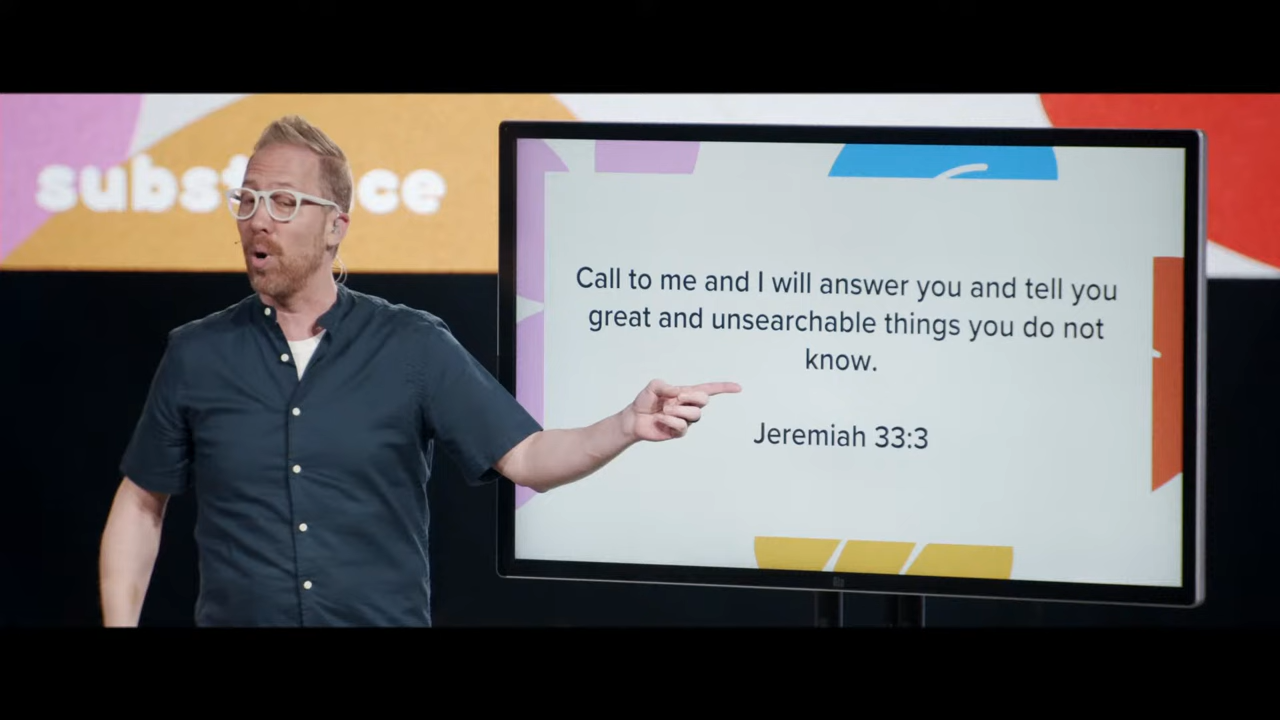 substance
Call to me and I will answer you and tell you
great and unsearchable things you do not
know.
Jeremiah 33:3